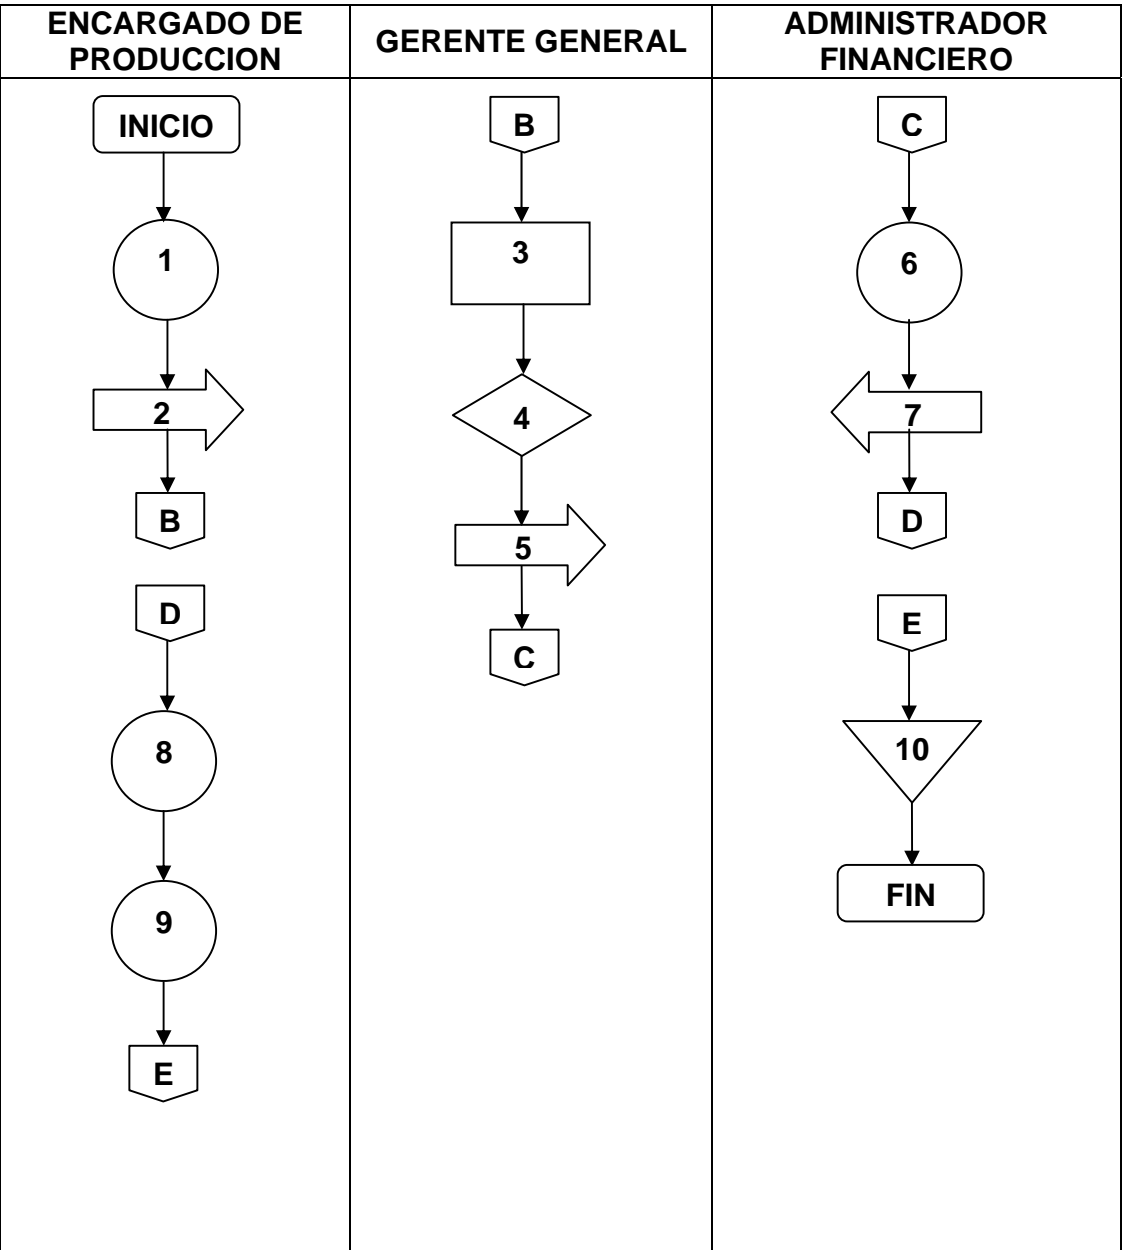 ENCARGADO DE
PRODUCCION
GERENTE GENERAL
ADMINISTRADOR
FINANCIERO
INICIO
1
2
B
D
8
9
E
B
3
4
5
C
C
6
7
D
E
10
FIN